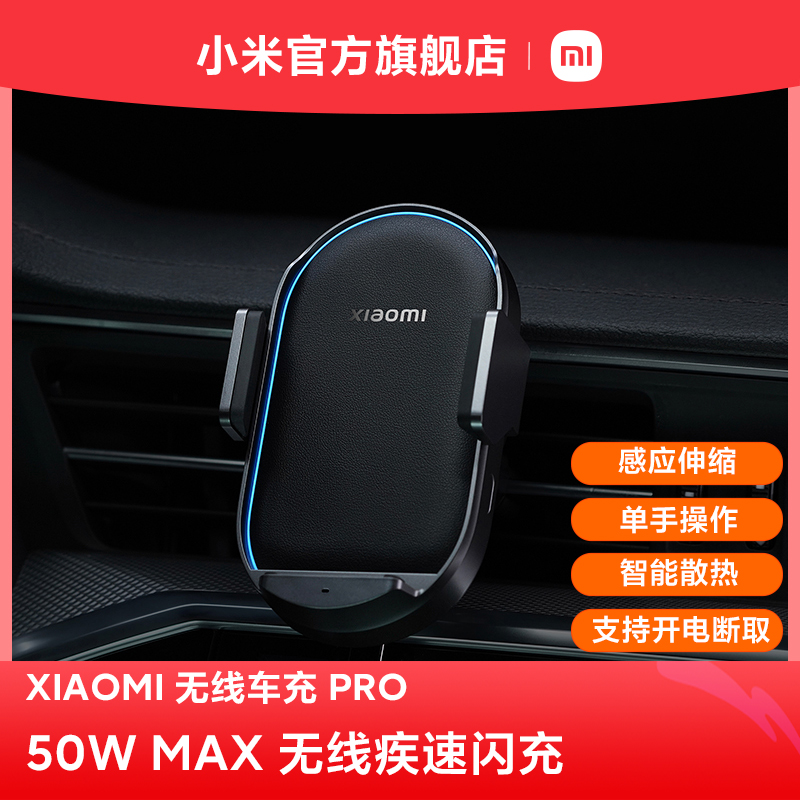 小米官方旗舰店
mi
xiaomi
感应伸缩
单手操作
智能散热
支持开电断取
XIAOMI 无线车充 PRO
50W MAX 无线疾速闪充